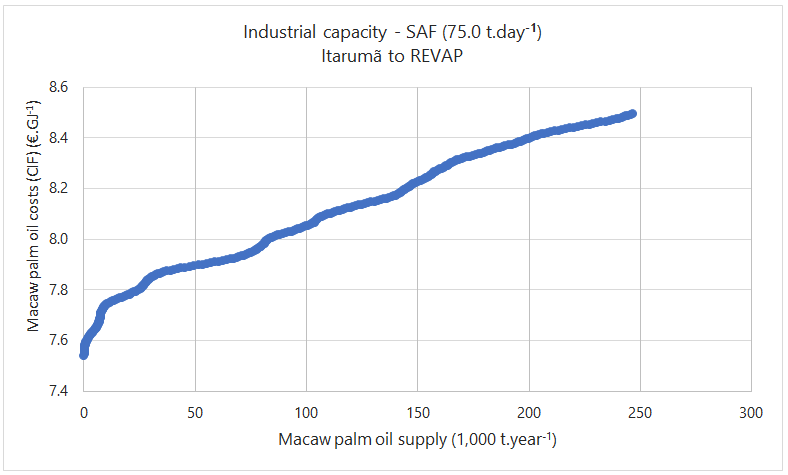 Industrial capacity - SAF (75.0 t.day⁻¹)
Itarumã to REVAP
Macaw palm oil costs (CIF) (€.GJ⁻¹)
8.6
8.4
8.2
8.0
7.8
7.6
7.4
0 50 100 150 200 250 300
Macaw palm oil supply (1,000 t.year⁻¹)